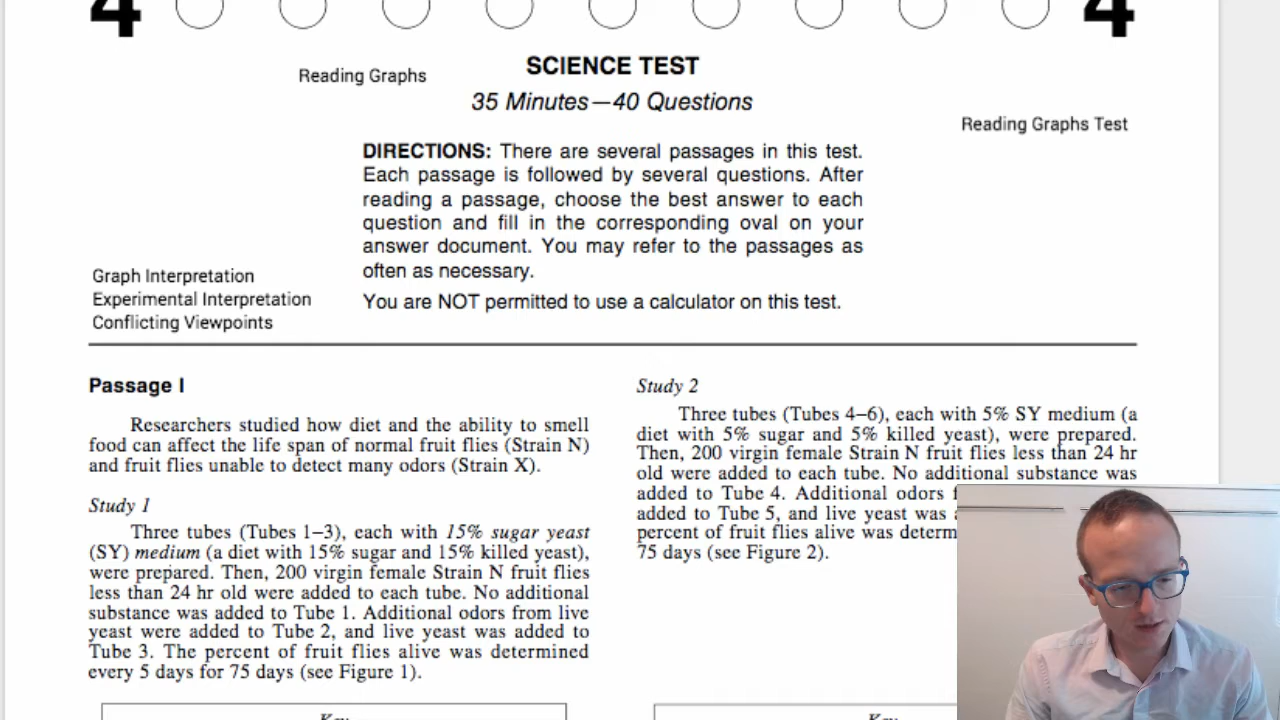 4
4
Reading Graphs
SCIENCE TEST
35 Minutes—40 Questions
Reading Graphs Test
DIRECTIONS: There are several passages in this test.
Each passage is followed by several questions. After
reading a passage, choose the best answer to each
question and fill in the corresponding oval on your
answer document. You may refer to the passages as
often as necessary.
You are NOT permitted to use a calculator on this test.
Graph Interpretation
Experimental Interpretation
Conflicting Viewpoints
Passage I
Researchers studied how diet and the ability to smell
food can affect the life span of normal fruit flies (Strain N)
and fruit flies unable to detect many odors (Strain X).
Study 1
Three tubes (Tubes 1–3), each with 15% sugar yeast
(SY) medium (a diet with 15% sugar and 15% killed yeast),
were prepared. Then, 200 virgin female Strain N fruit flies
less than 24 hr old were added to each tube. No additional
substance was added to Tube 1. Additional odors from live
yeast were added to Tube 2, and live yeast was added to
Tube 3. The percent of fruit flies alive was determined
every 5 days for 75 days (see Figure 1).
Study 2
Three tubes (Tubes 4–6), each with 5% SY medium (a
diet with 5% sugar and 5% killed yeast), were prepared.
Then, 200 virgin female Strain N fruit flies less than 24 hr
old were added to each tube. No additional substance was
added to Tube 4. Additional odors
added to Tube 5, and live yeast was
percent of fruit flies alive was
75 days (see Figure 2).